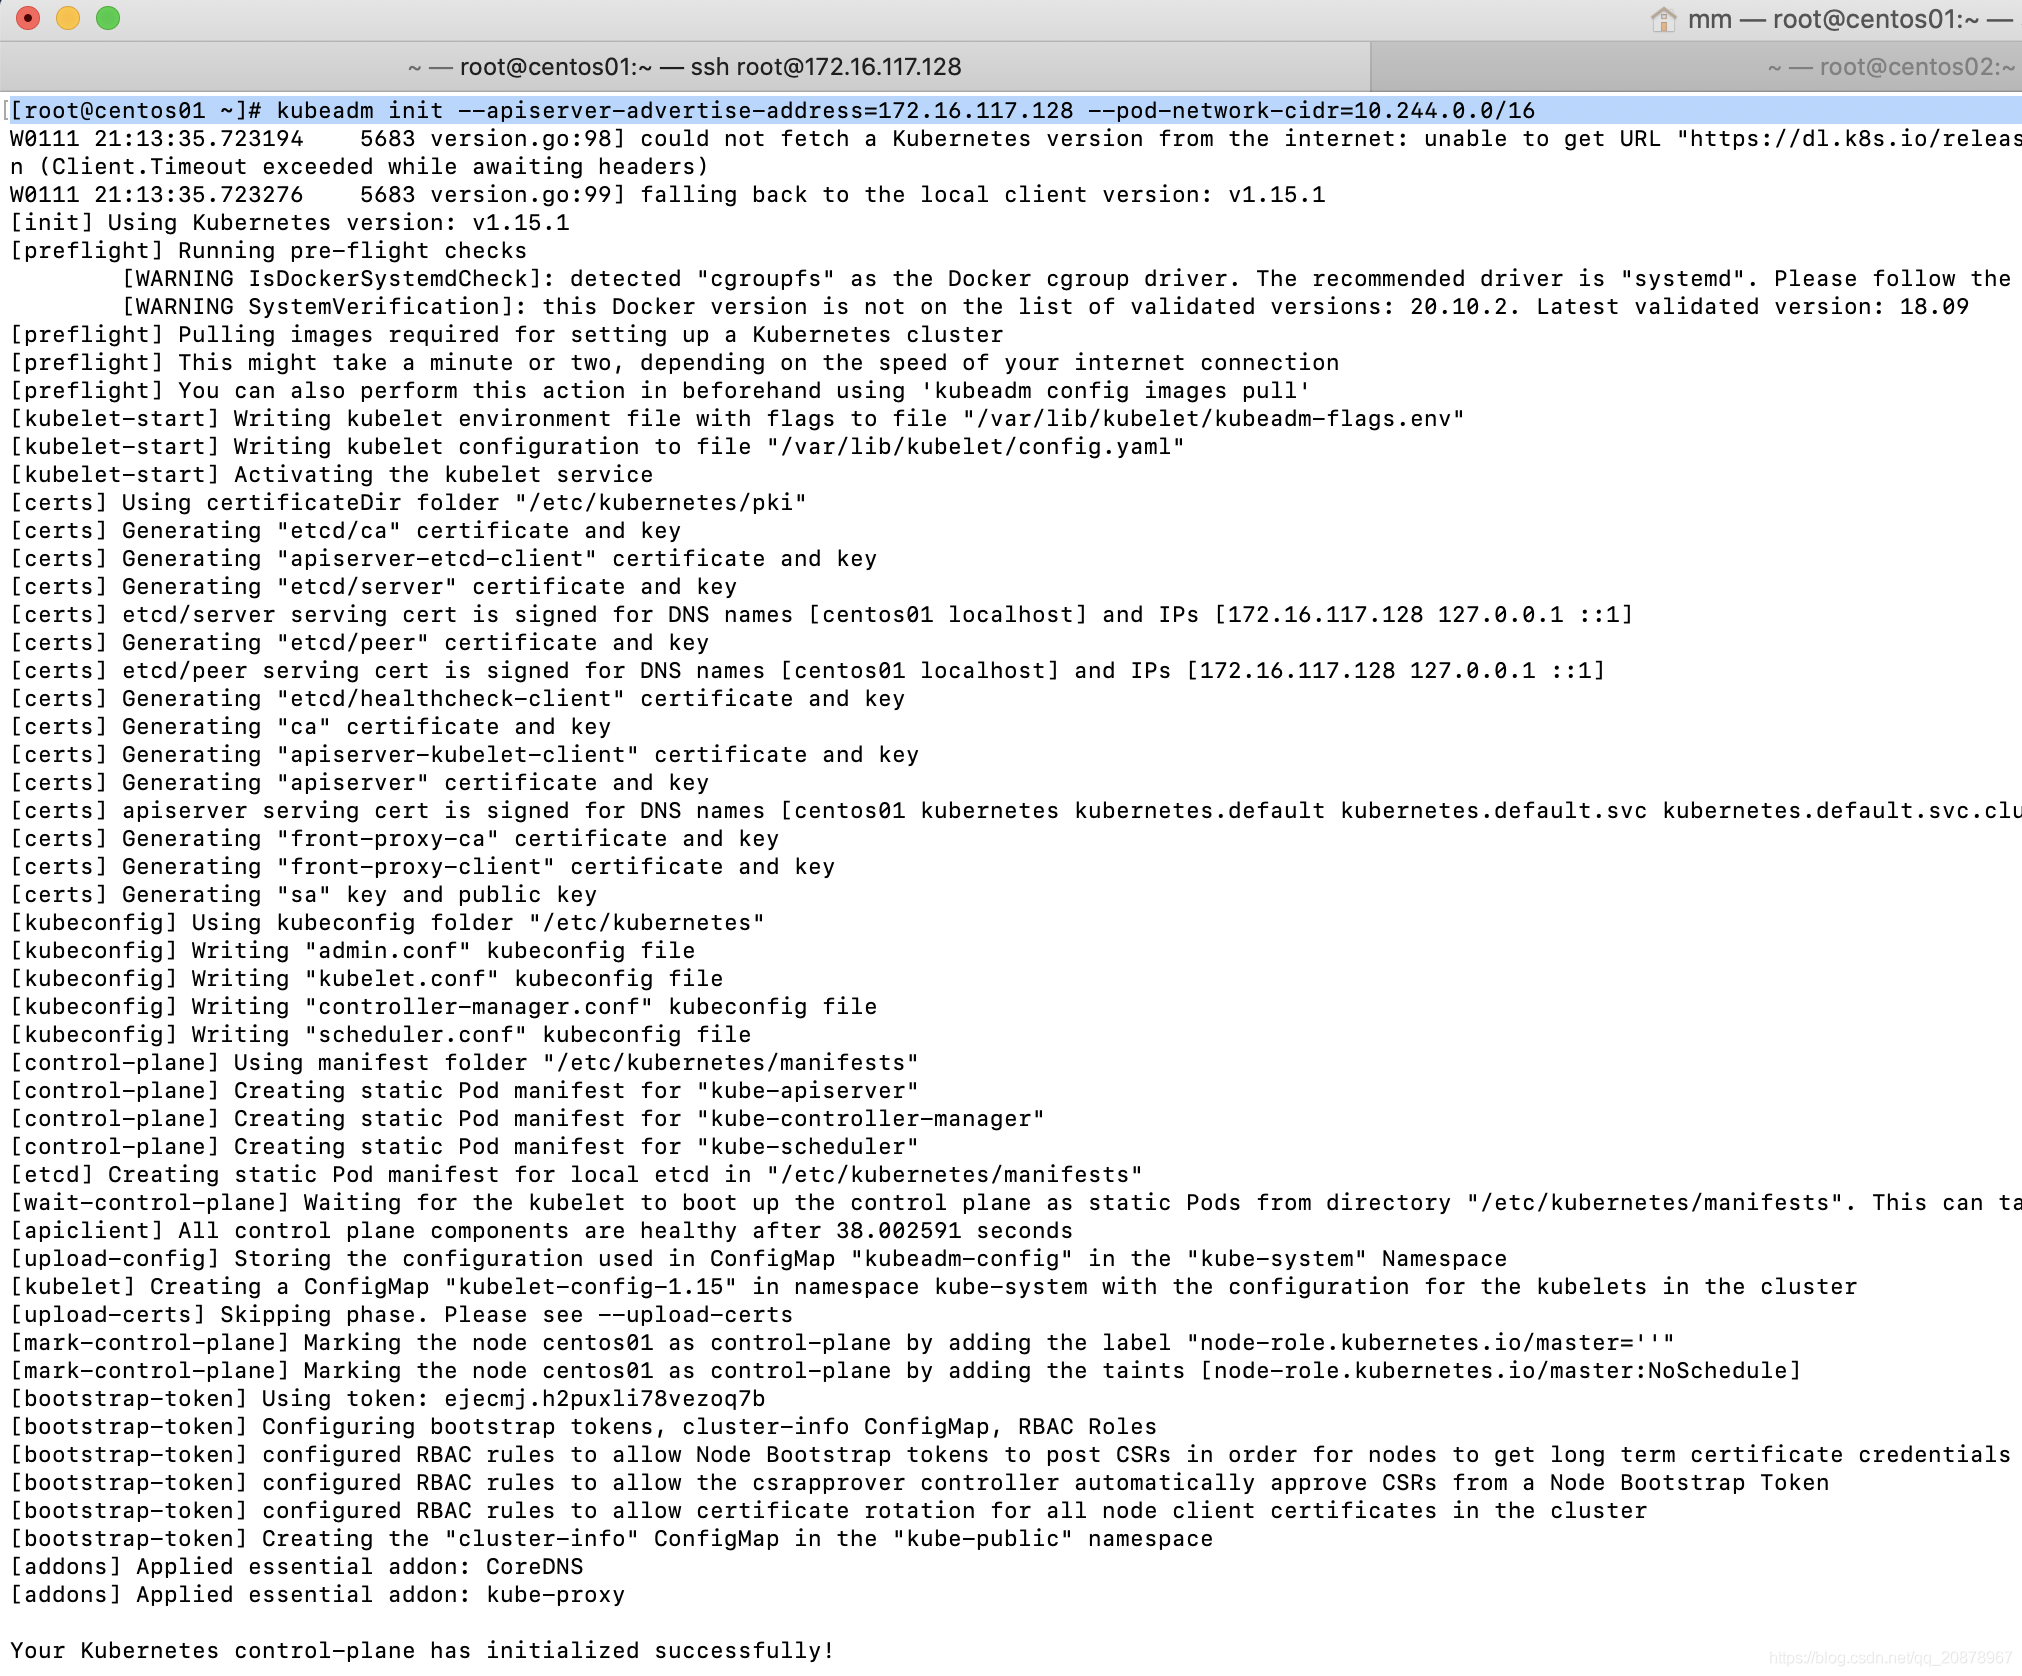 mm — root@centos01:~ —
~ — root@centos01:~ — ssh root@172.16.117.128
~ — root@centos02:~
[root@centos01 ~]# kubeadm init --apiserver-advertise-address=172.16.117.128 --pod-network-cidr=10.244.0.0/16
W0111 21:13:35.723194    5683 version.go:98] could not fetch a Kubernetes version from the internet: unable to get URL "https://dl.k8s.io/releas
n (Client.Timeout exceeded while awaiting headers)
W0111 21:13:35.723276    5683 version.go:99] falling back to the local client version: v1.15.1
[init] Using Kubernetes version: v1.15.1
[preflight] Running pre-flight checks
        [WARNING IsDockerSystemdCheck]: detected "cgroupfs" as the Docker cgroup driver. The recommended driver is "systemd". Please follow the
        [WARNING SystemVerification]: this Docker version is not on the list of validated versions: 20.10.2. Latest validated version: 18.09
[preflight] Pulling images required for setting up a Kubernetes cluster
[preflight] This might take a minute or two, depending on the speed of your internet connection
[preflight] You can also perform this action in beforehand using 'kubeadm config images pull'
[kubelet-start] Writing kubelet environment file with flags to file "/var/lib/kubelet/kubeadm-flags.env"
[kubelet-start] Writing kubelet configuration to file "/var/lib/kubelet/config.yaml"
[kubelet-start] Activating the kubelet service
[certs] Using certificateDir folder "/etc/kubernetes/pki"
[certs] Generating "etcd/ca" certificate and key
[certs] Generating "apiserver-etcd-client" certificate and key
[certs] Generating "etcd/server" certificate and key
[certs] etcd/server serving cert is signed for DNS names [centos01 localhost] and IPs [172.16.117.128 127.0.0.1 ::1]
[certs] Generating "etcd/peer" certificate and key
[certs] etcd/peer serving cert is signed for DNS names [centos01 localhost] and IPs [172.16.117.128 127.0.0.1 ::1]
[certs] Generating "etcd/healthcheck-client" certificate and key
[certs] Generating "ca" certificate and key
[certs] Generating "apiserver-kubelet-client" certificate and key
[certs] Generating "apiserver" certificate and key
[certs] apiserver serving cert is signed for DNS names [centos01 kubernetes kubernetes.default kubernetes.default.svc kubernetes.default.svc.clu
[certs] Generating "front-proxy-ca" certificate and key
[certs] Generating "front-proxy-client" certificate and key
[certs] Generating "sa" key and public key
[kubeconfig] Using kubeconfig folder "/etc/kubernetes"
[kubeconfig] Writing "admin.conf" kubeconfig file
[kubeconfig] Writing "kubelet.conf" kubeconfig file
[kubeconfig] Writing "controller-manager.conf" kubeconfig file
[kubeconfig] Writing "scheduler.conf" kubeconfig file
[control-plane] Using manifest folder "/etc/kubernetes/manifests"
[control-plane] Creating static Pod manifest for "kube-apiserver"
[control-plane] Creating static Pod manifest for "kube-controller-manager"
[control-plane] Creating static Pod manifest for "kube-scheduler"
[etcd] Creating static Pod manifest for local etcd in "/etc/kubernetes/manifests"
[wait-control-plane] Waiting for the kubelet to boot up the control plane as static Pods from directory "/etc/kubernetes/manifests". This can ta
[apiclient] All control plane components are healthy after 38.002591 seconds
[upload-config] Storing the configuration used in ConfigMap "kubeadm-config" in the "kube-system" Namespace
[kubelet] Creating a ConfigMap "kubelet-config-1.15" in namespace kube-system with the configuration for the kubelets in the cluster
[upload-certs] Skipping phase. Please see --upload-certs
[mark-control-plane] Marking the node centos01 as control-plane by adding the label "node-role.kubernetes.io/master=''"
[mark-control-plane] Marking the node centos01 as control-plane by adding the taints [node-role.kubernetes.io/master:NoSchedule]
[bootstrap-token] Using token: ejecmj.h2puxli78vezoq7b
[bootstrap-token] Configuring bootstrap tokens, cluster-info ConfigMap, RBAC Roles
[bootstrap-token] configured RBAC rules to allow Node Bootstrap tokens to post CSRs in order for nodes to get long term certificate credentials
[bootstrap-token] configured RBAC rules to allow the csrapprover controller automatically approve CSRs from a Node Bootstrap Token
[bootstrap-token] configured RBAC rules to allow certificate rotation for all node client certificates in the cluster
[bootstrap-token] Creating the "cluster-info" ConfigMap in the "kube-public" namespace
[addons] Applied essential addon: CoreDNS
[addons] Applied essential addon: kube-proxy
Your Kubernetes control-plane has initialized successfully!
https://blog.csdn.net/qq_20878967